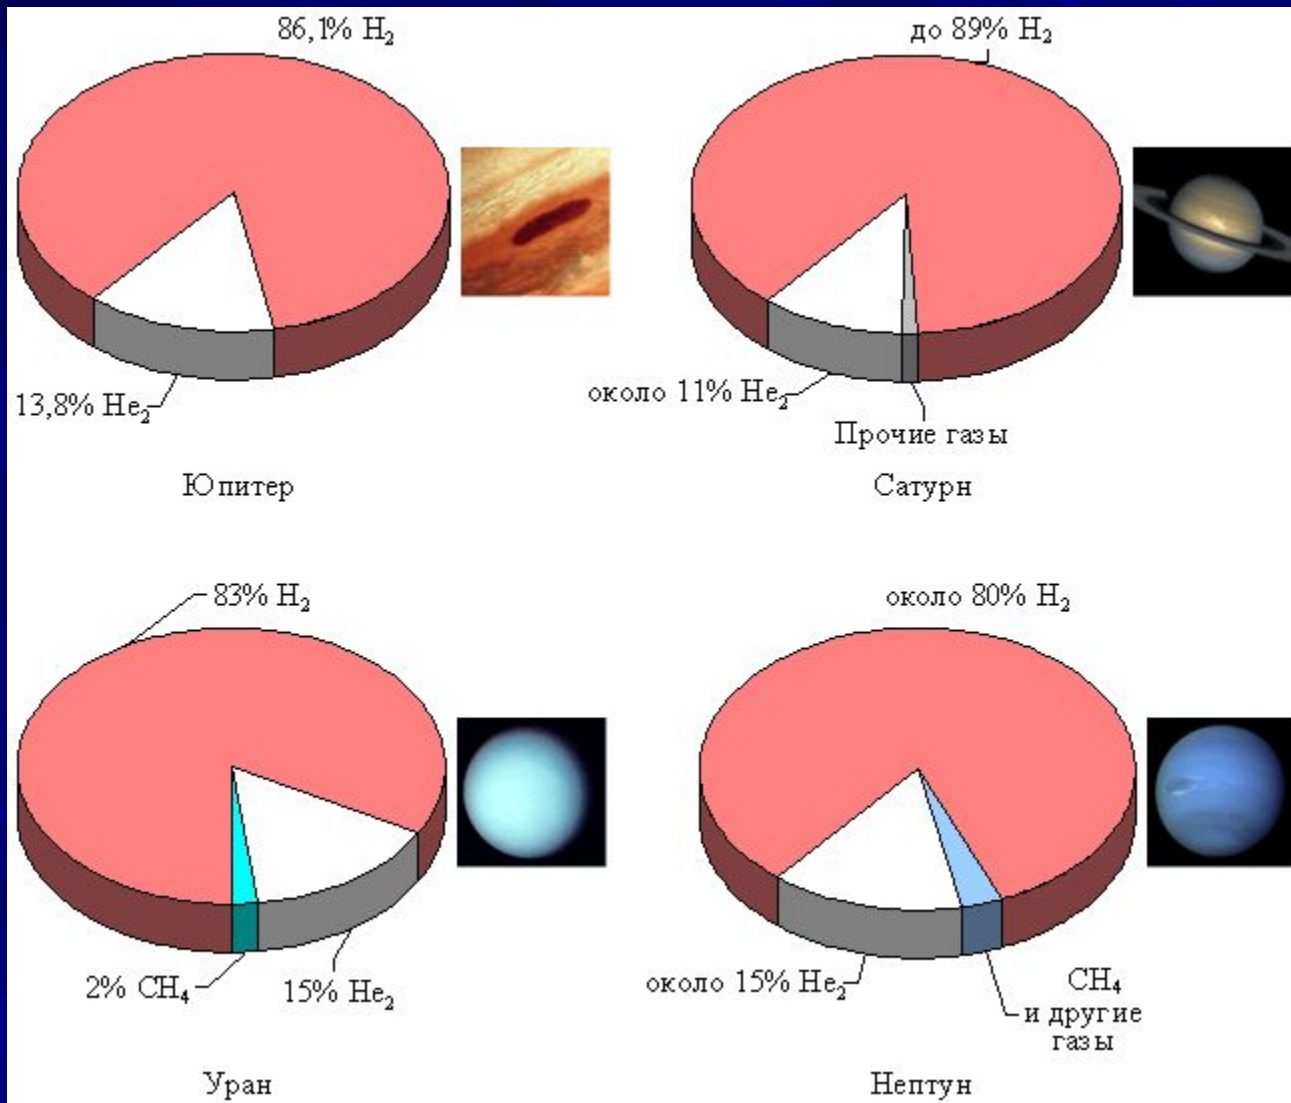 86,1% H₂
13,8% He₂
Юпитер
до 89% H₂
около 11% He₂
Прочие газы
Сатурн
83% H₂
2% CH₄
15% He₂
Уран
около 80% H₂
около 15% He₂
CH₄
и другие
газы
Нептун